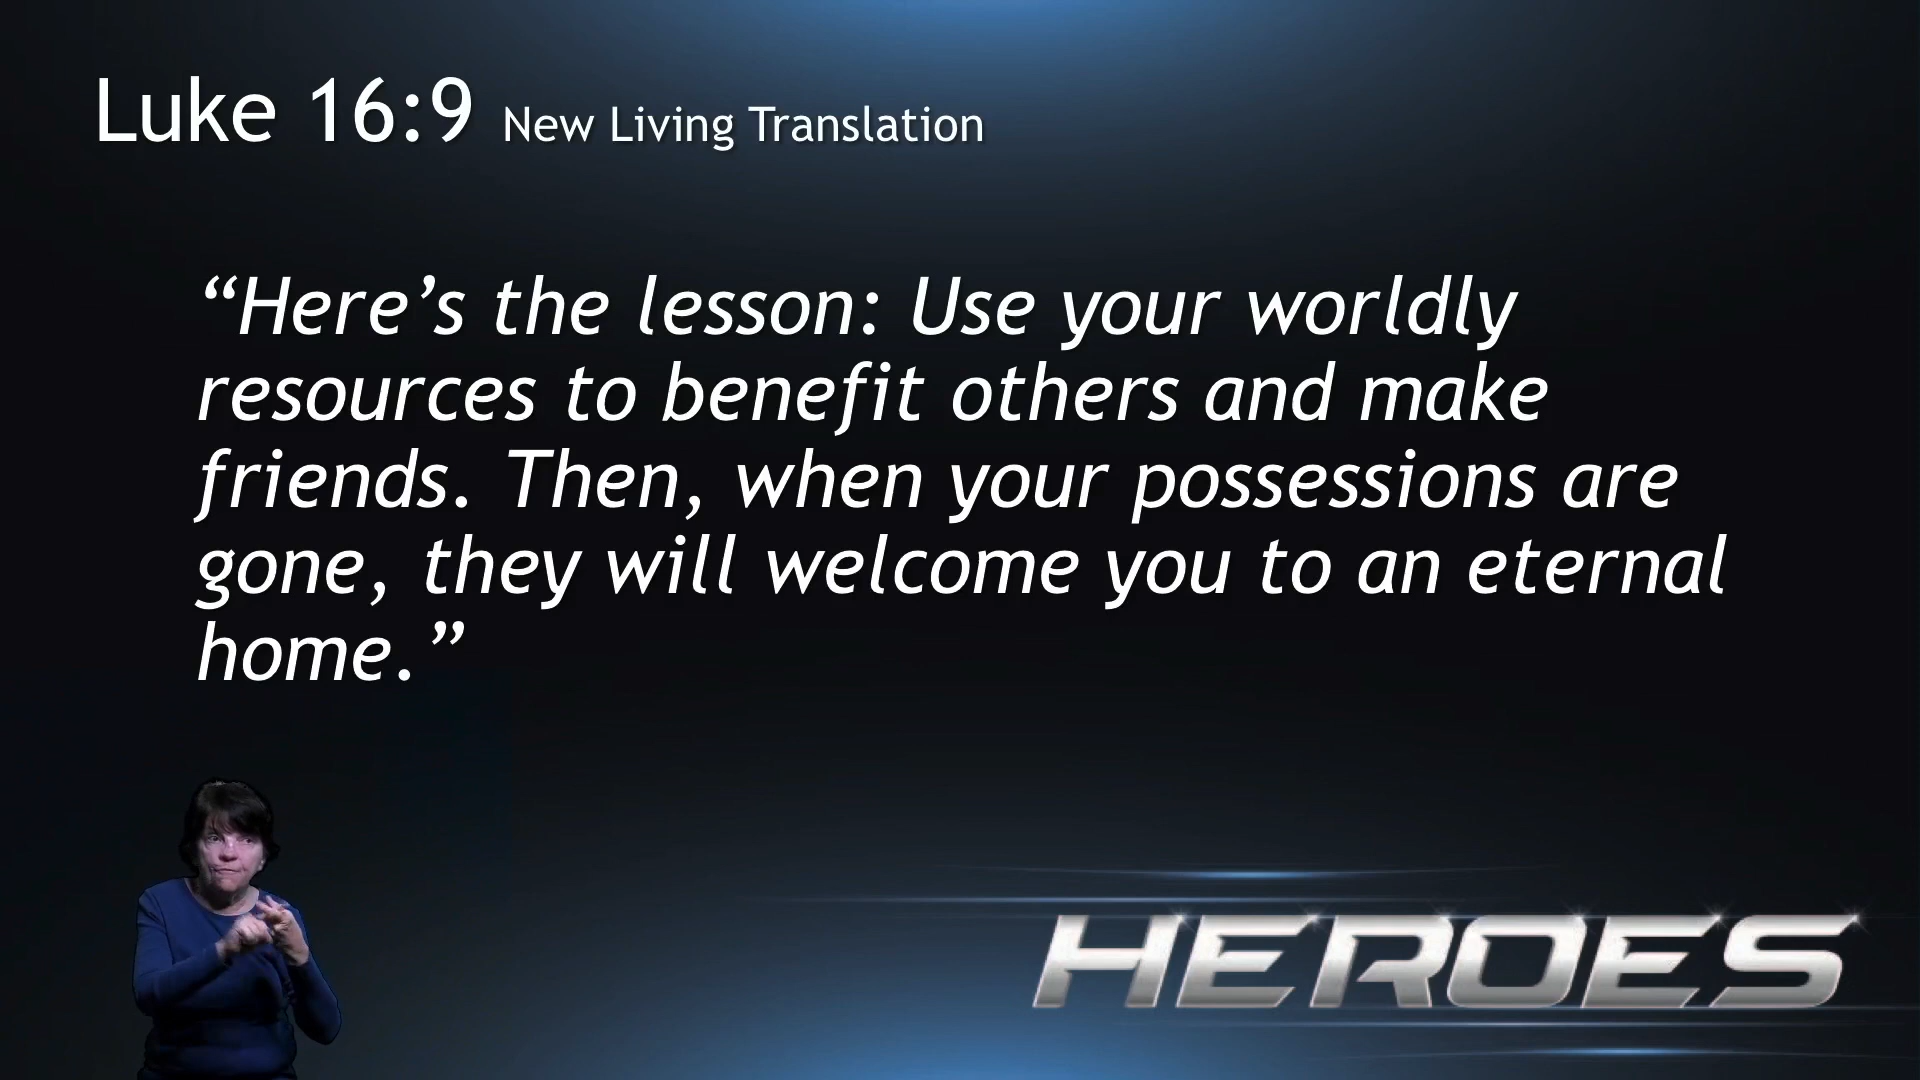 Luke 16:9 New Living Translation
“Here’s the lesson: Use your worldly
resources to benefit others and make
friends. Then, when your possessions are
gone, they will welcome you to an eternal
home.”
HEROES